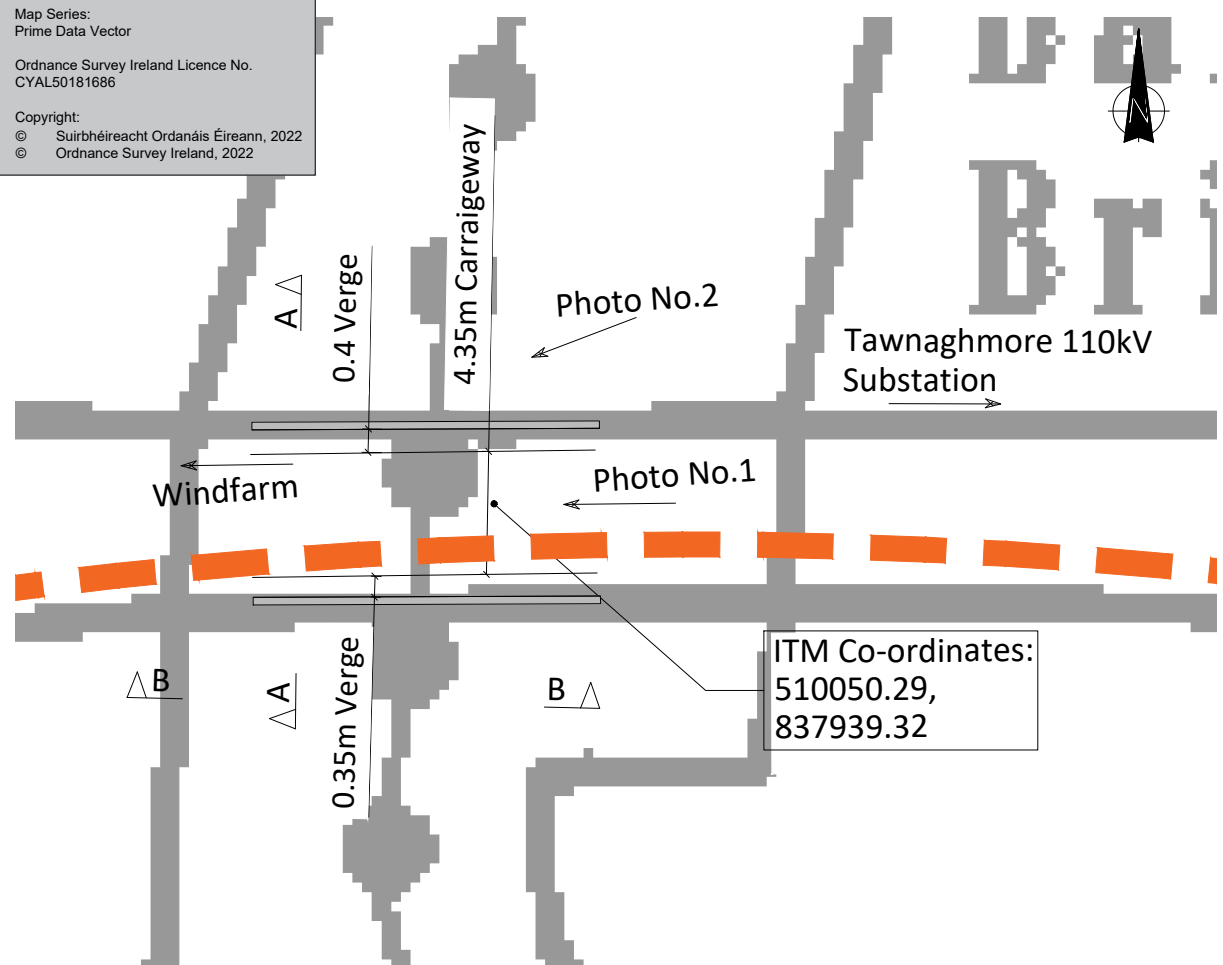 Map Series:
Prime Data Vector
Ordnance Survey Ireland Licence No.
CYAL50181686
Copyright:
© Suirbhéireacht Ordanáis Éireann, 2022
© Ordnance Survey Ireland, 2022
N
A
0.4 Verge
4.35m Carraigeway
Photo No.2
Tawnaghmore 110kV
Substation
Windfarm
Photo No.1
B
A
0.35m Verge
B
ITM Co-ordinates:
510050.29,
837939.32